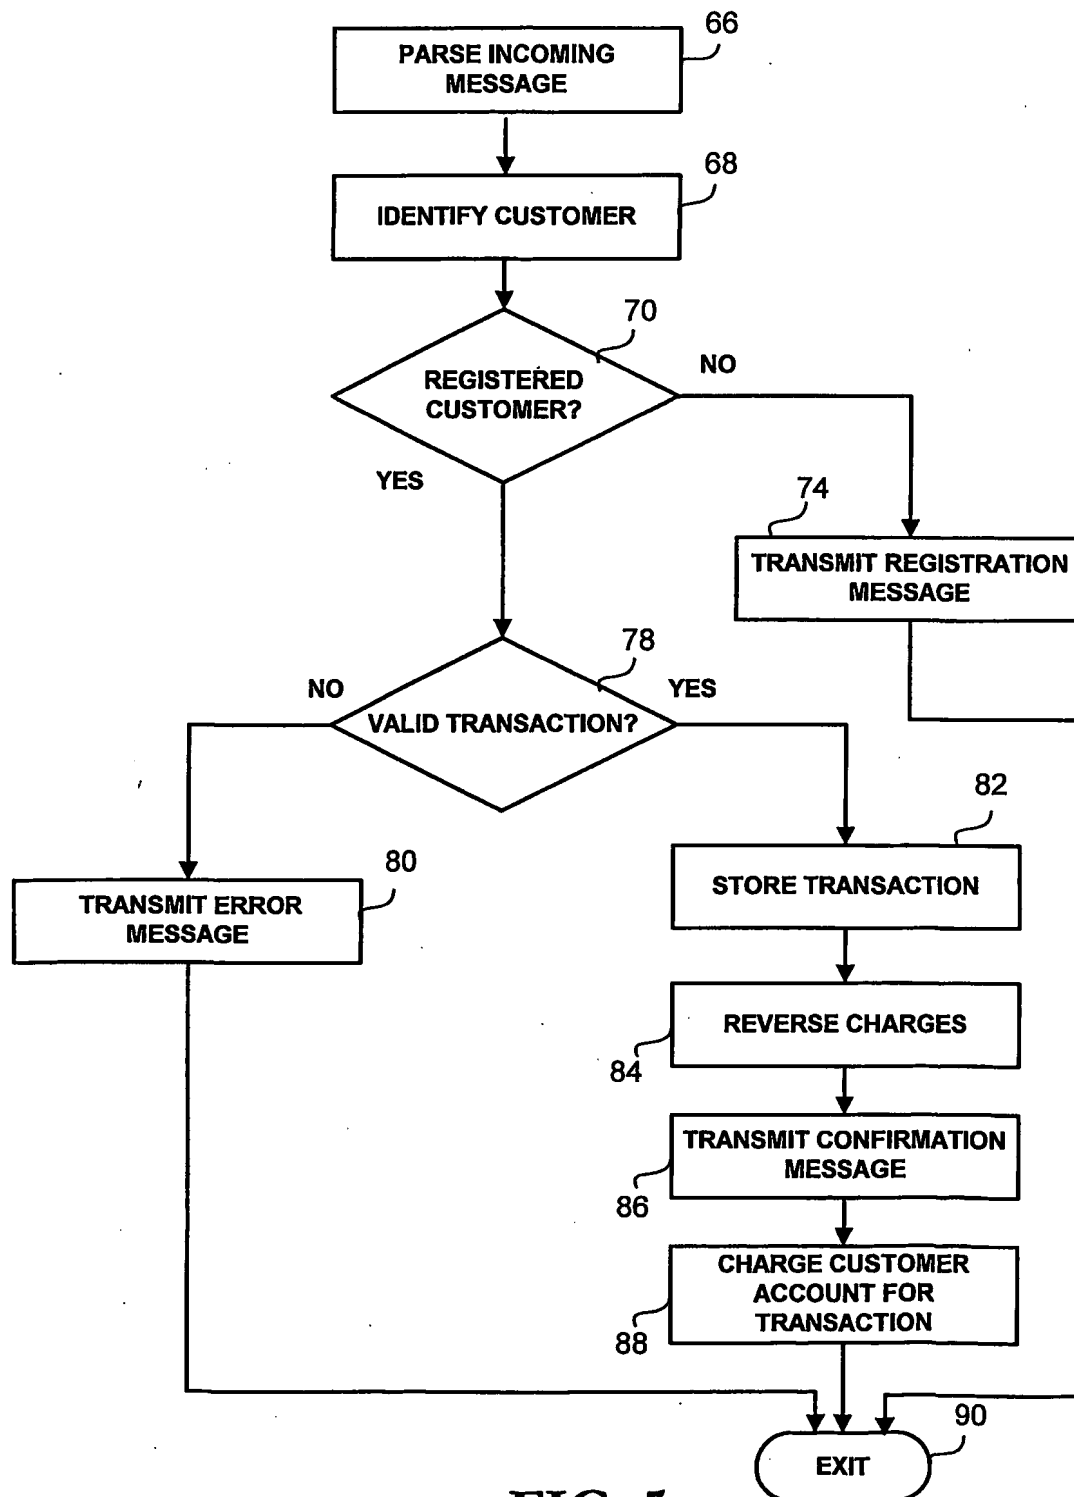 66
PARSE INCOMING
MESSAGE
68
IDENTIFY CUSTOMER
70
REGISTERED
CUSTOMER?
NO
YES
74
TRANSMIT REGISTRATION
MESSAGE
78
NO
YES
VALID TRANSACTION?
82
STORE TRANSACTION
80
TRANSMIT ERROR
MESSAGE
REVERSE CHARGES
84
TRANSMIT CONFIRMATION
MESSAGE
86
CHARGE CUSTOMER
ACCOUNT FOR
TRANSACTION
88
90
EXIT